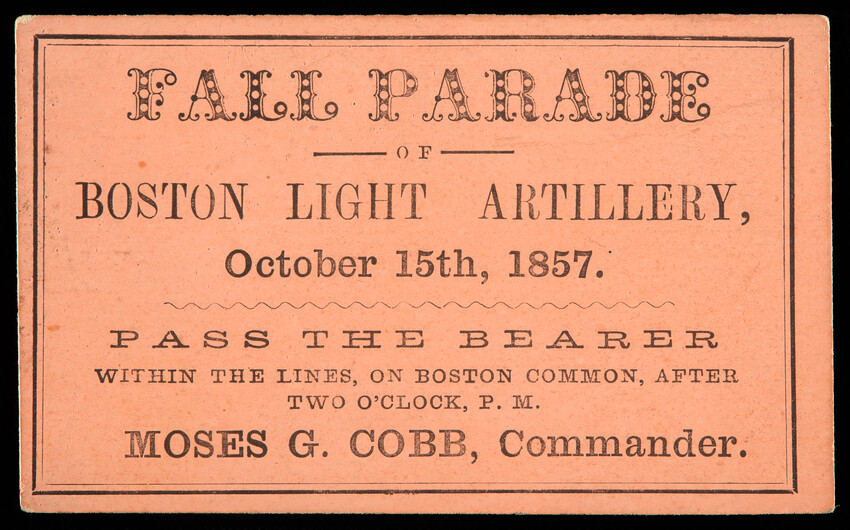 FALL PARADE
OF
BOSTON LIGHT ARTILLERY,
October 15th, 1857.
PASS THE BEARER
WITHIN THE LINES, ON BOSTON COMMON, AFTER
TWO O'CLOCK, P. M.
MOSES G. COBB, Commander.